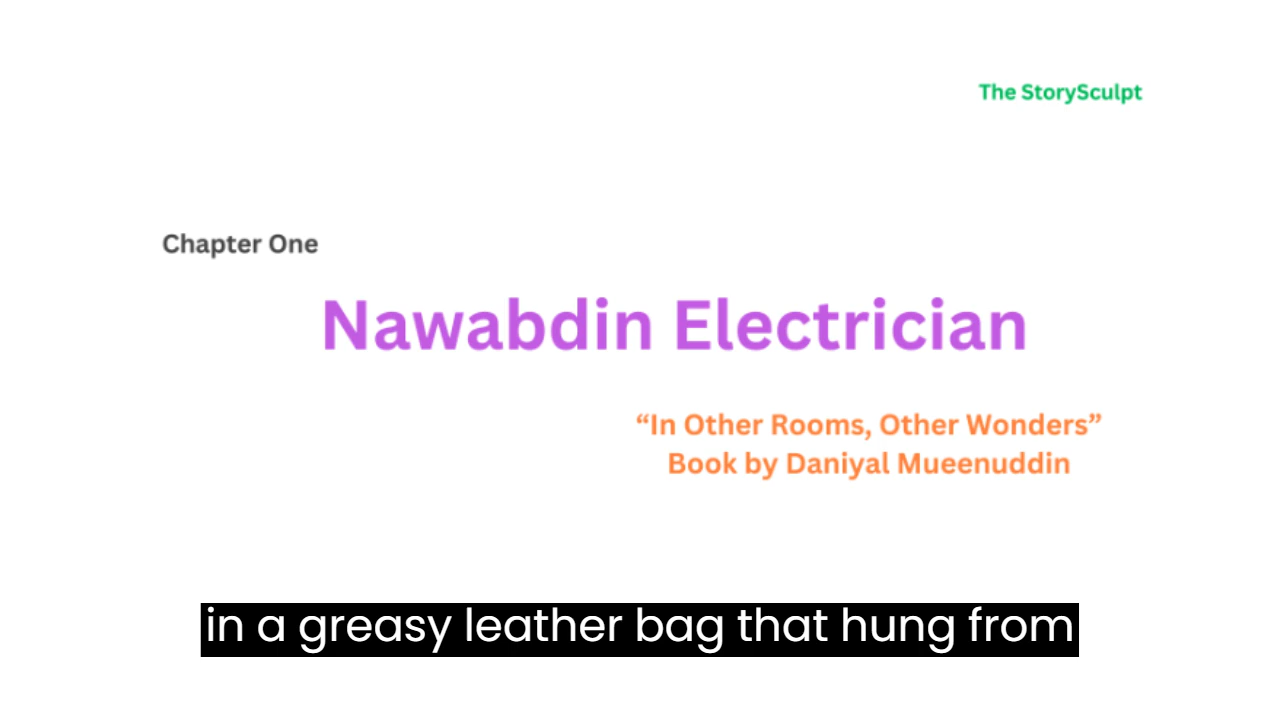 The StorySculpt
Chapter One
Nawabdin Electrician
“In Other Rooms, Other Wonders”
Book by Daniyal Mueenuddin
in a greasy leather bag that hung from